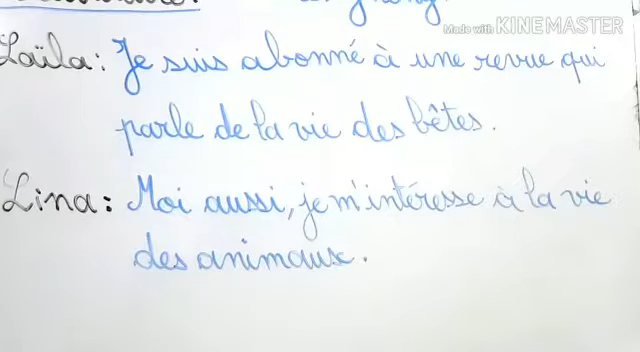 Made with KINEMASTER
Laïla: Je suis abonné à une revue qui
parle de la vie des bêtes.
Lina: Moi aussi, je m'intéresse à la vie
des animaux.